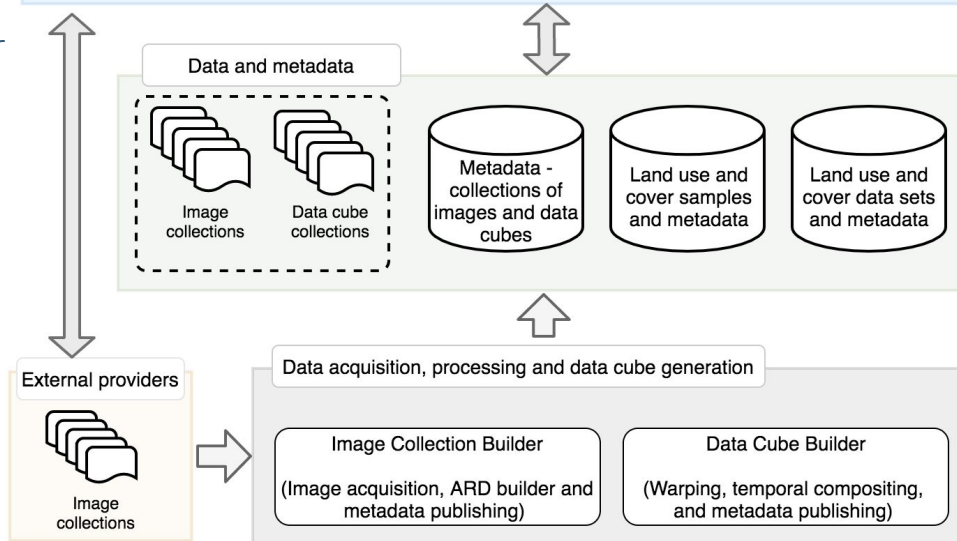 Data and metadata
Image
collections
Data cube
collections
Metadata -
collections of
images and data
cubes
Land use and
cover samples
and metadata
Land use and
cover data sets
and metadata
External providers
Image
collections
Data acquisition, processing and data cube generation
Image Collection Builder
(Image acquisition, ARD builder and
metadata publishing)
Data Cube Builder
(Warping, temporal compositing,
and metadata publishing)